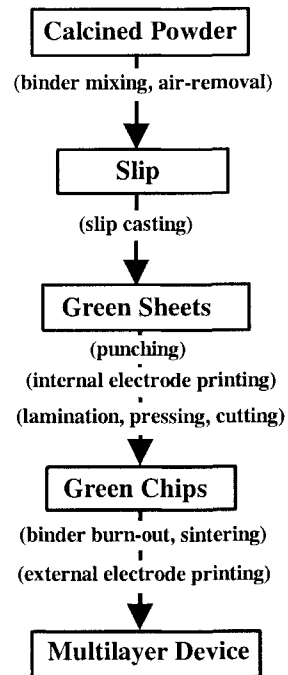 Calcined Powder
(binder mixing, air-removal)
Slip
(slip casting)
Green Sheets
(punching)
(internal electrode printing)
(lamination, pressing, cutting)
Green Chips
(binder burn-out, sintering)
(external electrode printing)
Multilayer Device